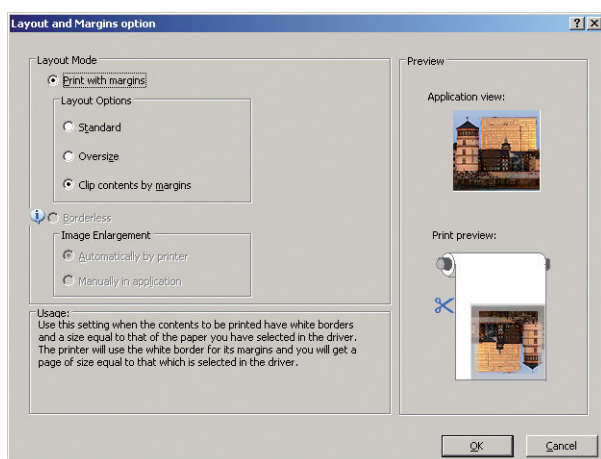 Layout and Margins option
Layout Mode
Print with margins
Layout Options
Standard
Oversize
Clip contents by margins
Borderless
Image Enlargement
Automatically by printer
Manually in application
Usage:
Use this setting when the contents to be printed have white borders
and a size equal to that of the paper you have selected in the driver.
The printer will use the white border for its margins and you will get a
page of size equal to that which is selected in the driver.
Preview
Application view:
Print preview:
OK
Cancel